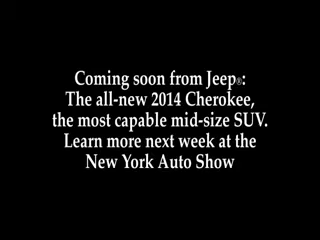 Coming soon from Jeep®:
The all-new 2014 Cherokee,
the most capable mid-size SUV.
Learn more next week at the
New York Auto Show